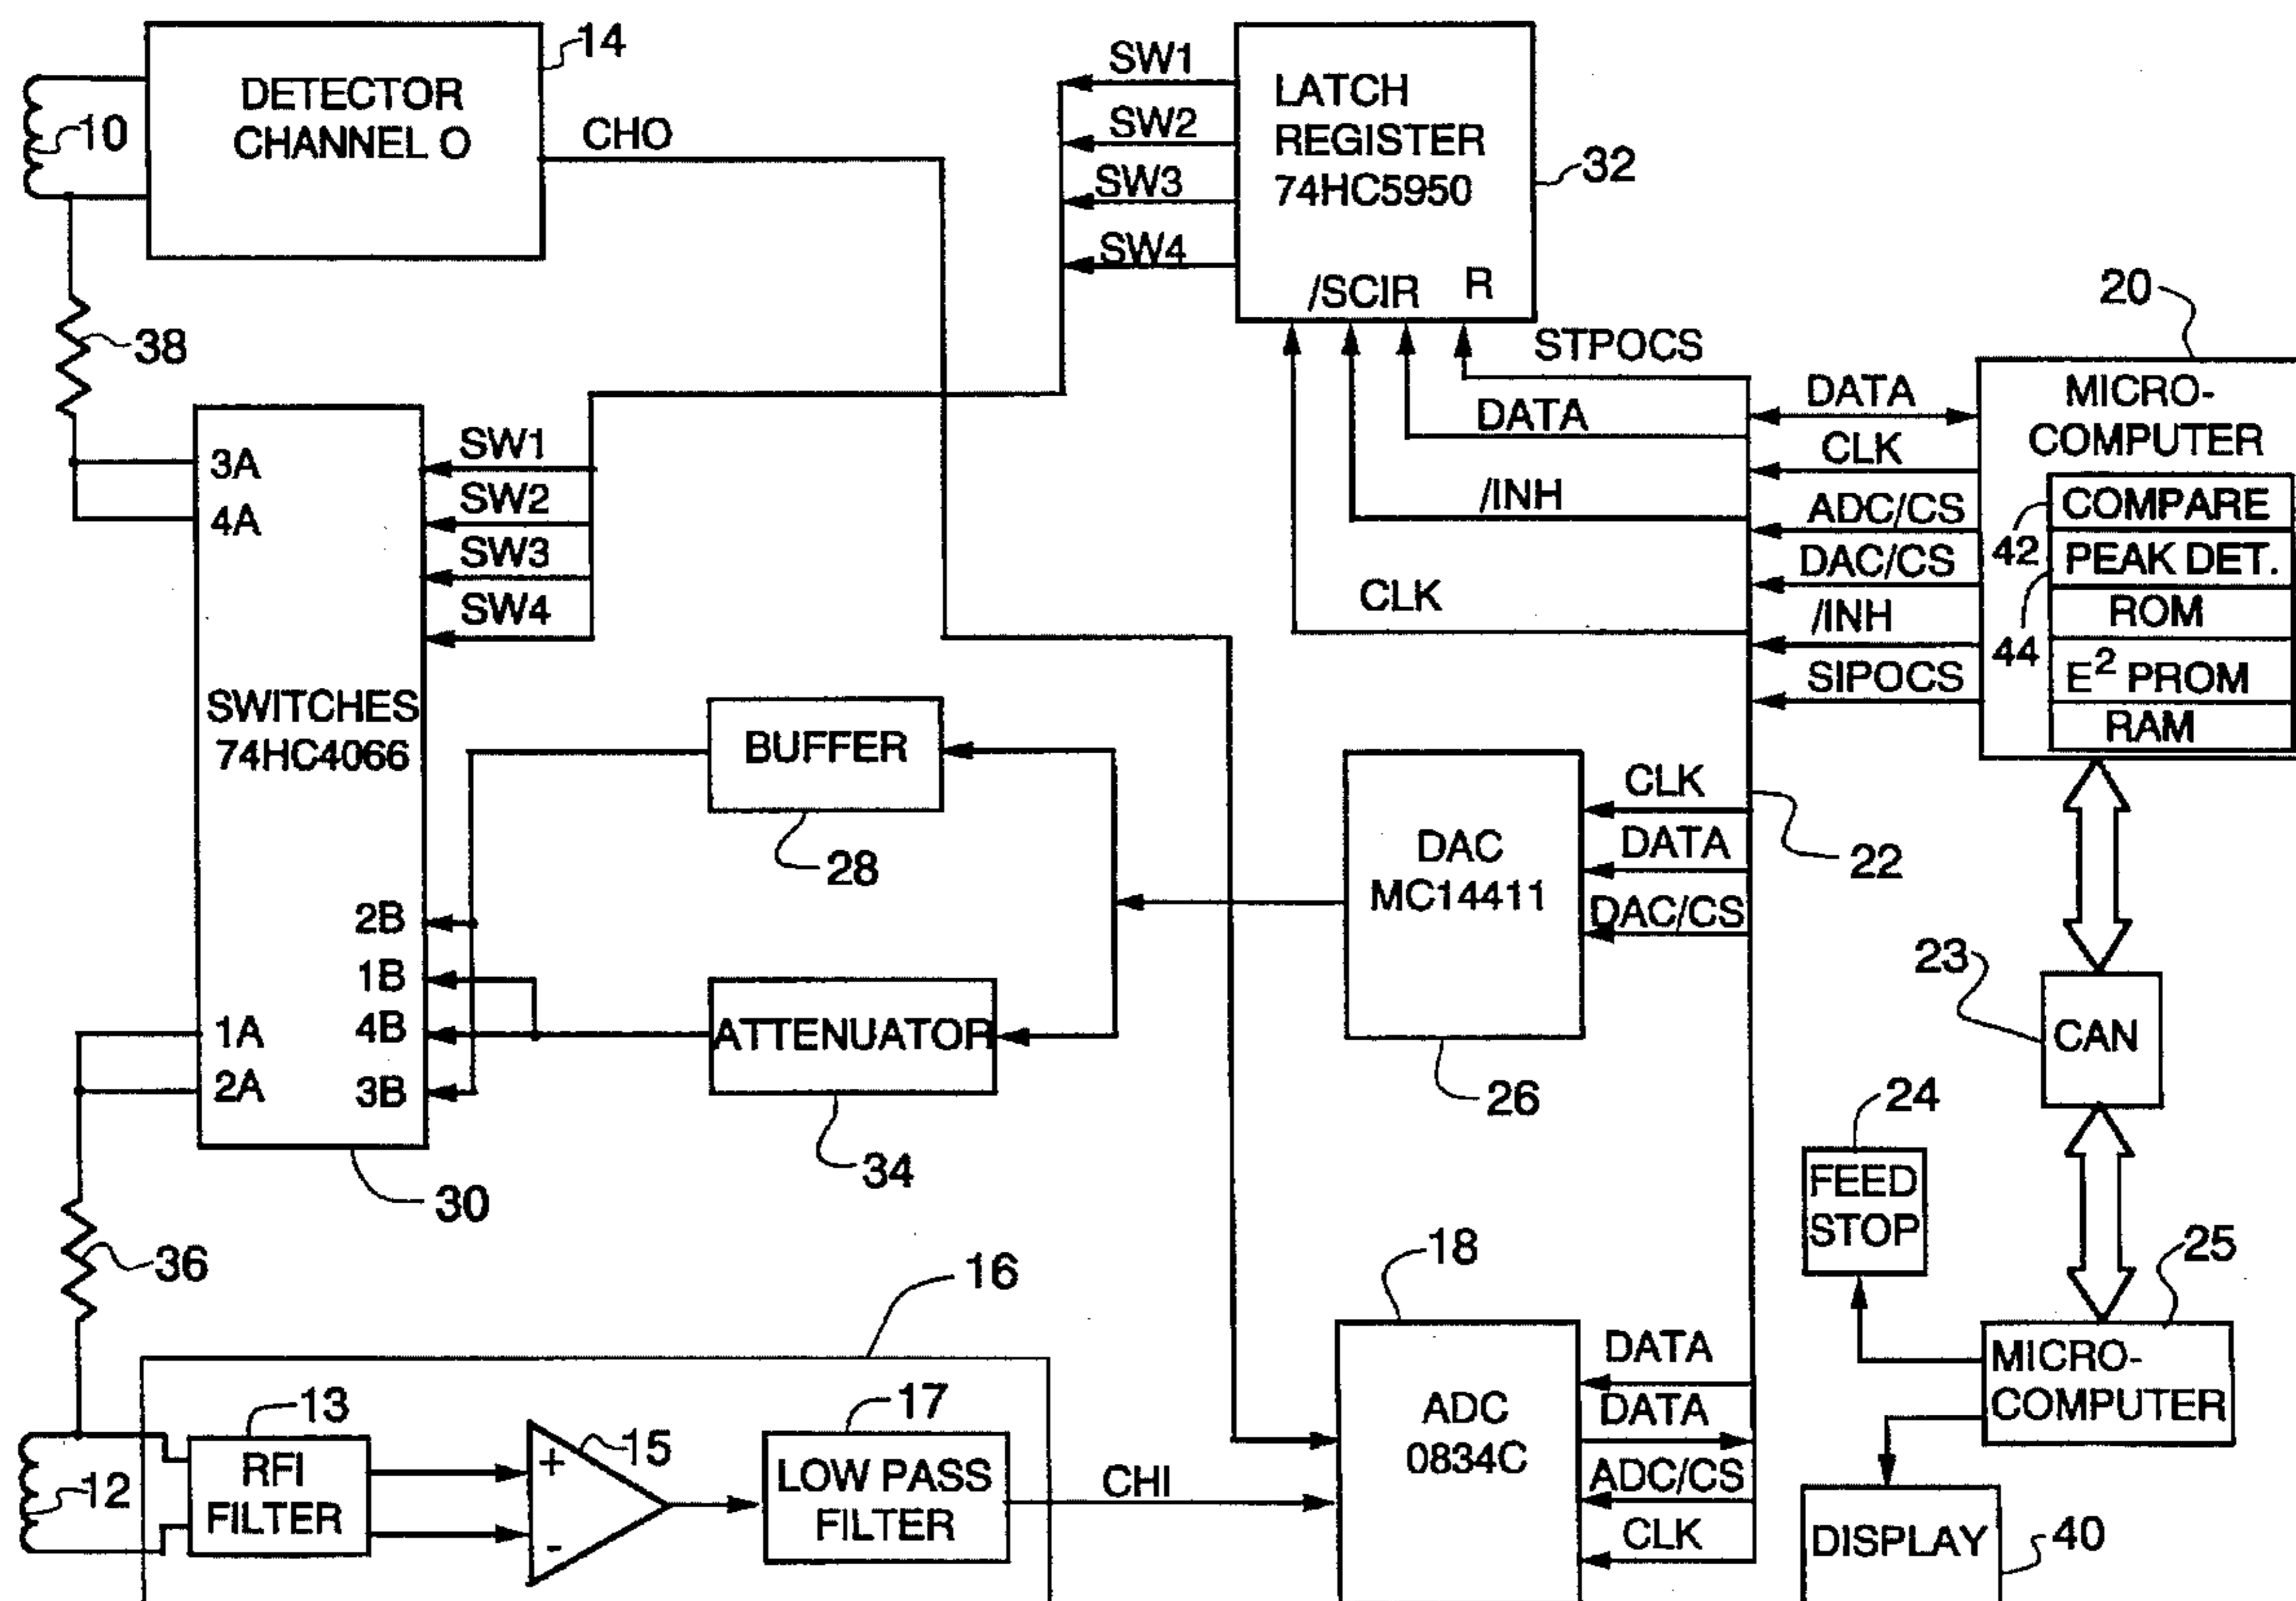 14
DETECTOR
CHANNEL O
10
CHO
SW1
SW2
SW3
SW4
LATCH
REGISTER
74HC5950
/SCIR R
32
38
STPOCS
DATA
/INH
CLK
20
MICRO-
COMPUTER
COMPARE
PEAK DET.
ROM
E² PROM
RAM
42
44
DATA
CLK
ADC/CS
DAC/CS
/INH
SIPOCS
3A
4A
SW1
SW2
SW3
SW4
SWITCHES
74HC4066
2B
1B
4B
3B
1A
2A
30
BUFFER
28
ATTENUATOR
34
DAC
MC14411
26
CLK
DATA
DAC/CS
22
23
CAN
24
FEED
STOP
25
MICRO-
COMPUTER
DISPLAY
40
36
16
12
13
RFI
FILTER
+
-
15
17
LOW PASS
FILTER
CHI
18
ADC
0834C
DATA
DATA
ADC/CS
CLK